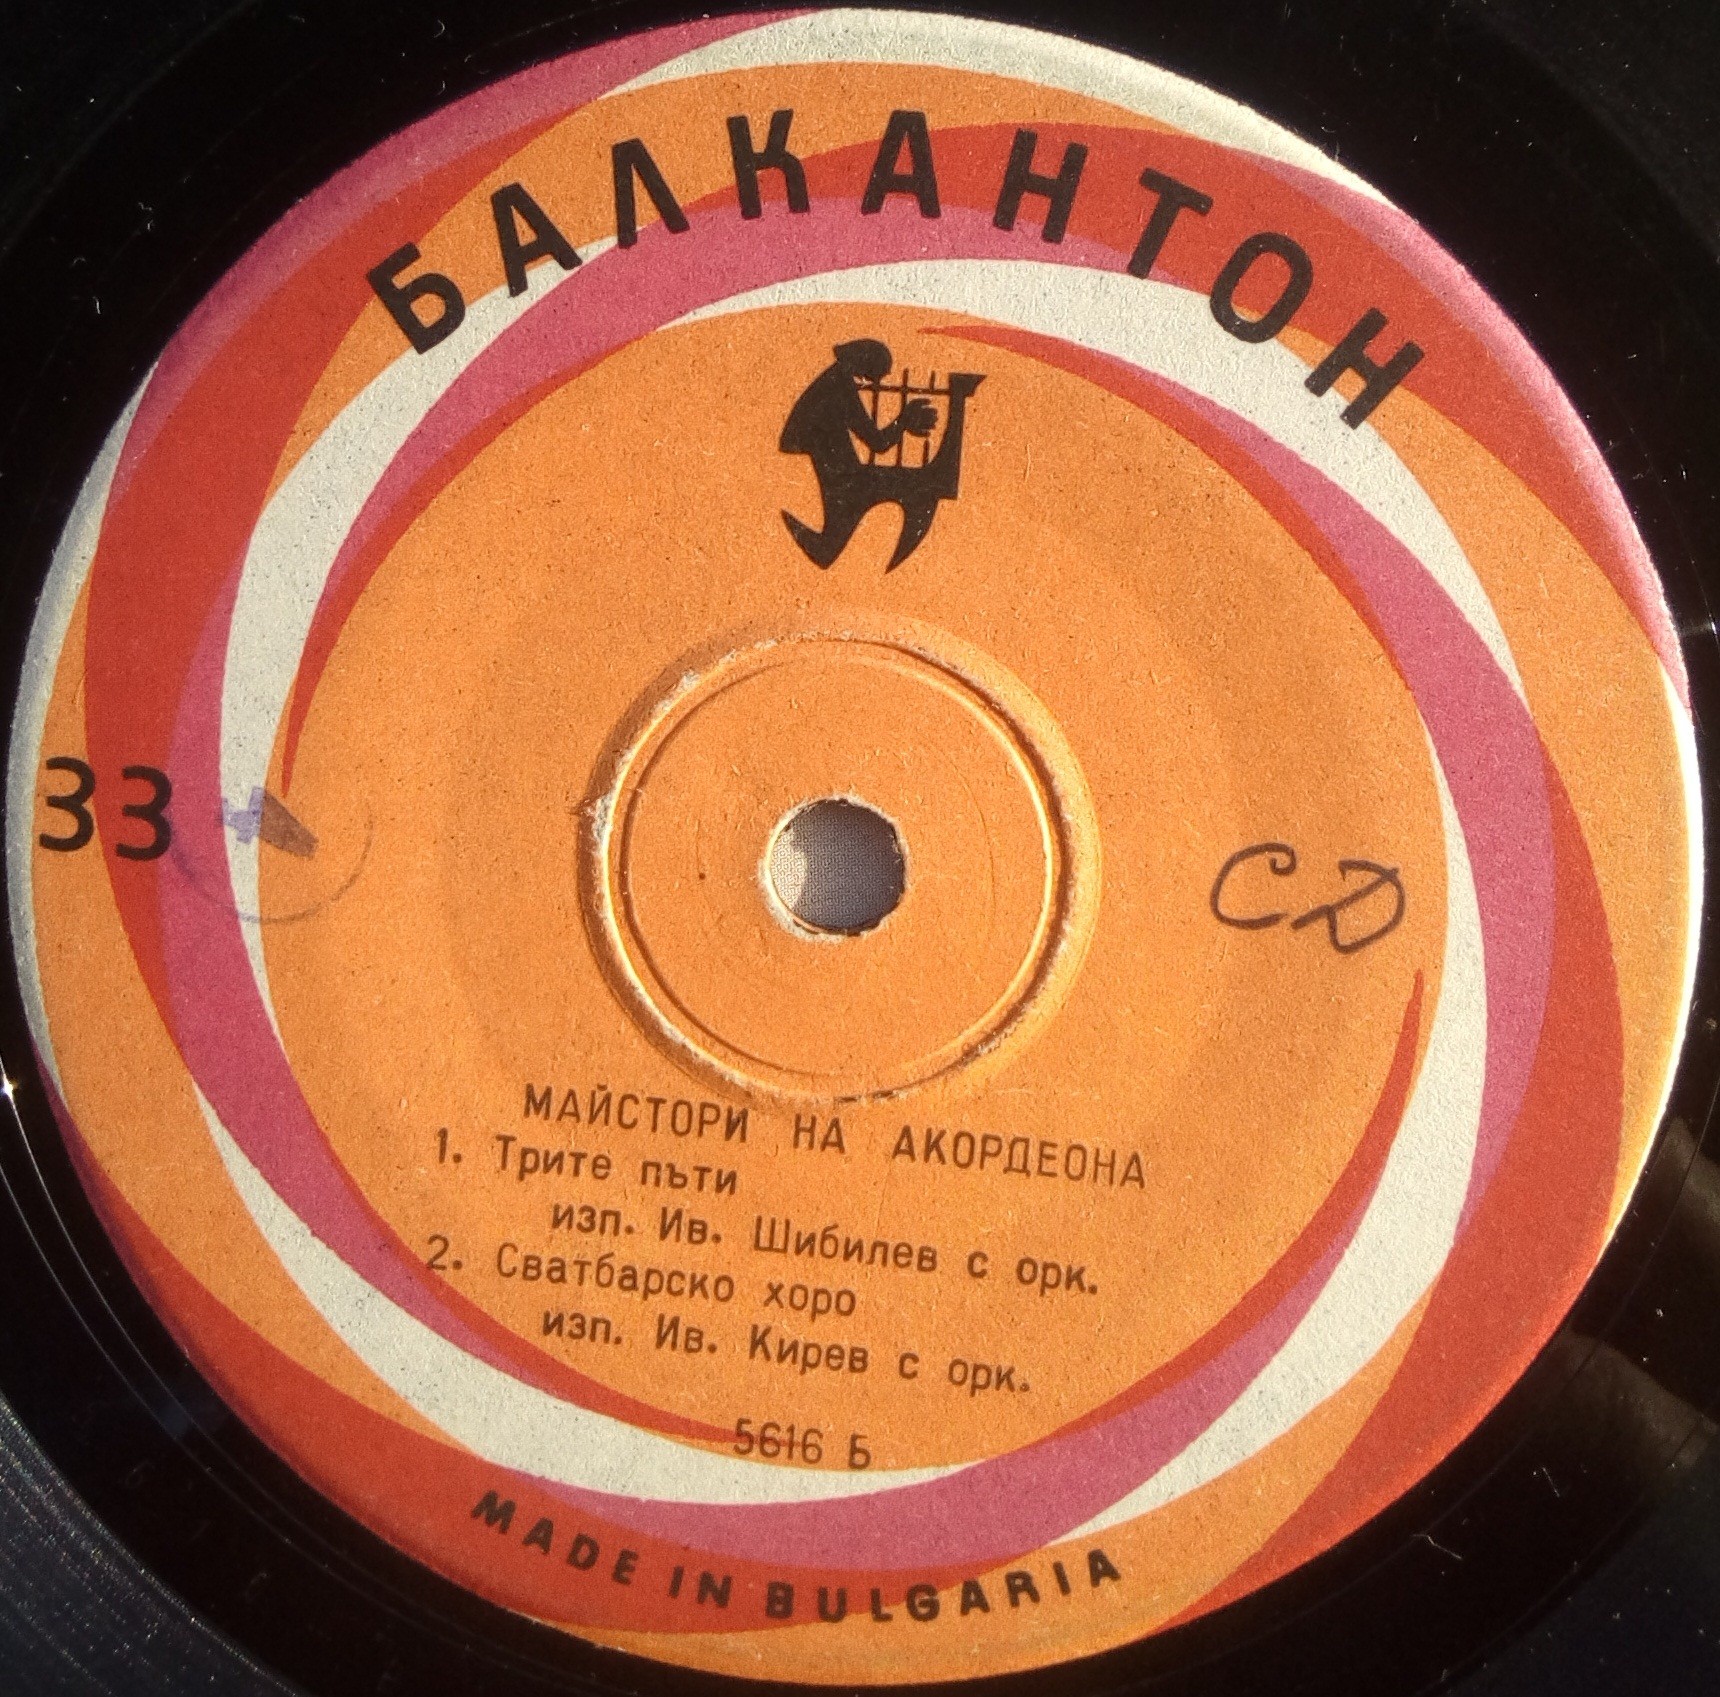 БАЛКАНТОН
33
СД
МАЙСТОРИ НА АКОРДЕОНА
1. Трите пъти
изп. Ив. Шибилев с орк.
2. Сватбарско хоро
изп. Ив. Кирев с орк.
5616 Б
MADE IN BULGARIA